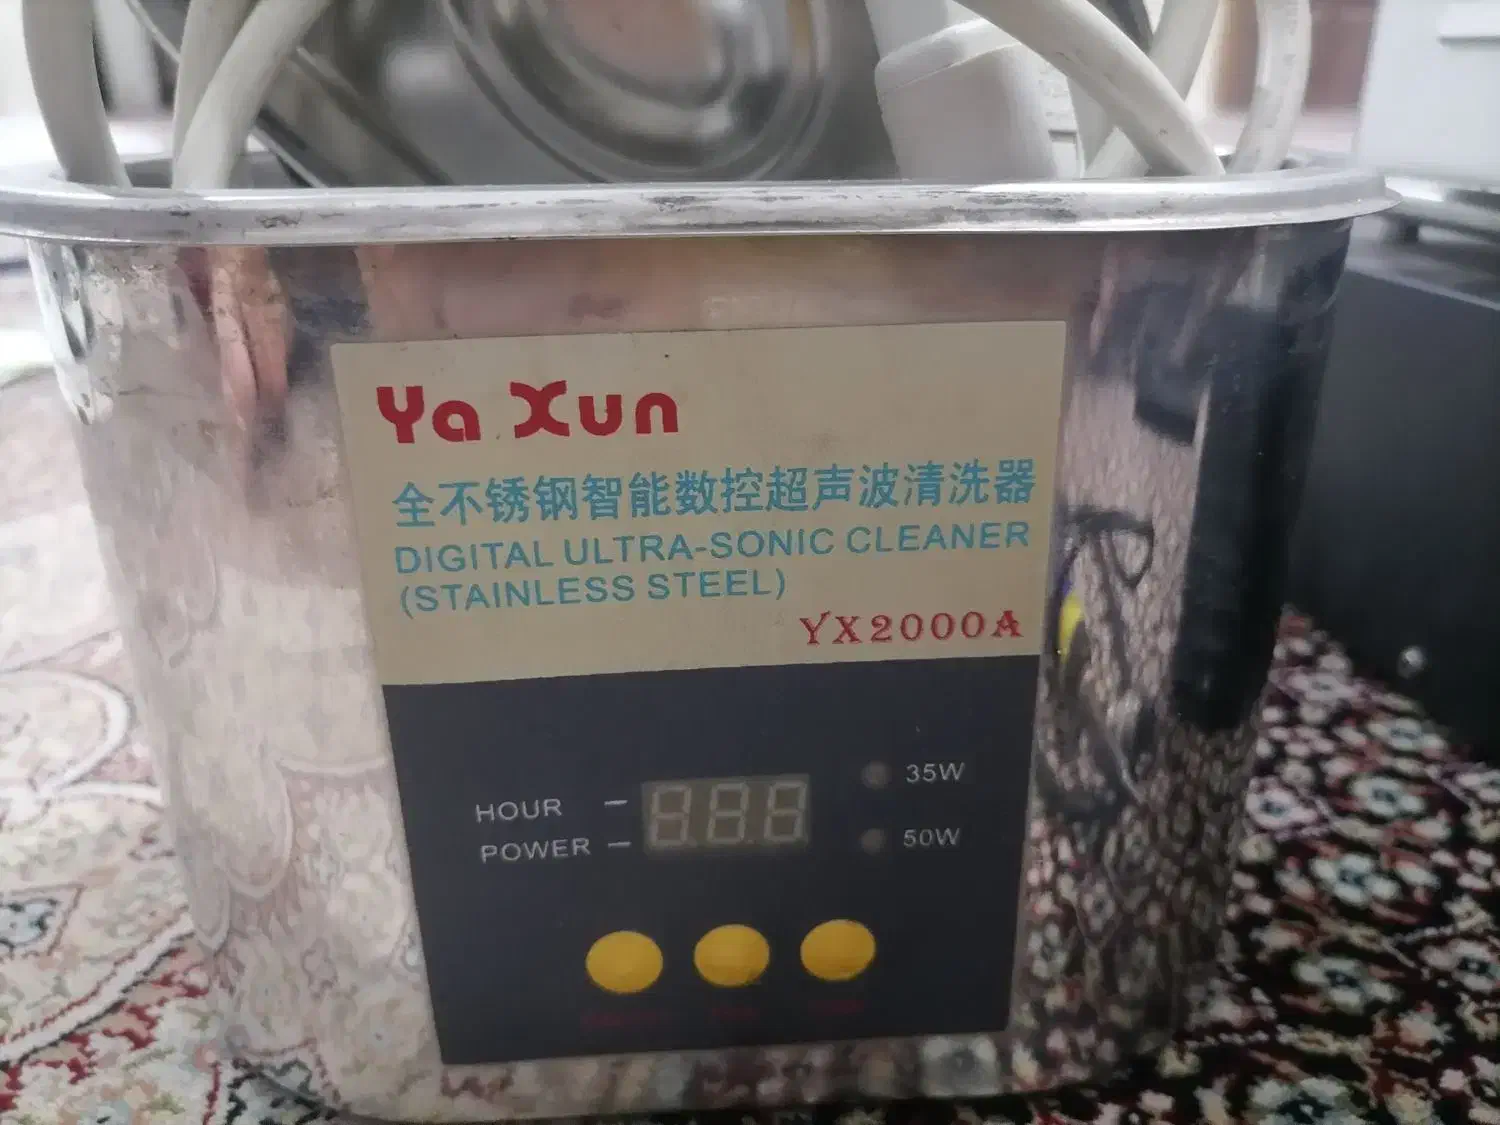 Ya Xun
全不锈钢智能数控超声波清洗器
DIGITAL ULTRA-SONIC CLEANER
(STAINLESS STEEL)
YX2000A
35W
HOUR –
POWER –
50W